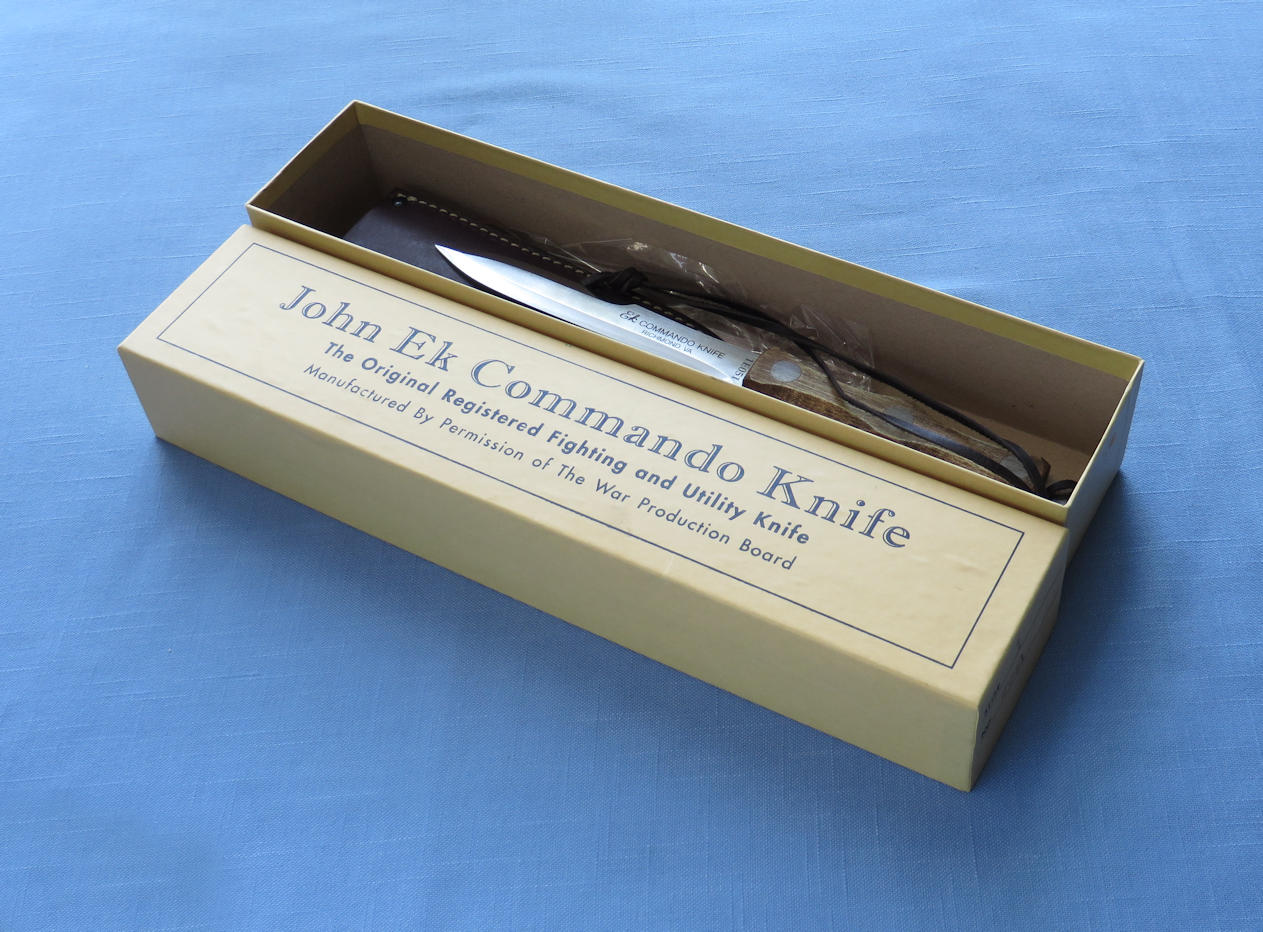 Ek COMMANDO KNIFE
RICHMOND, VA.
John Ek Commando Knife
The Original Registered Fighting and Utility Knife
Manufactured By Permission of The War Production Board